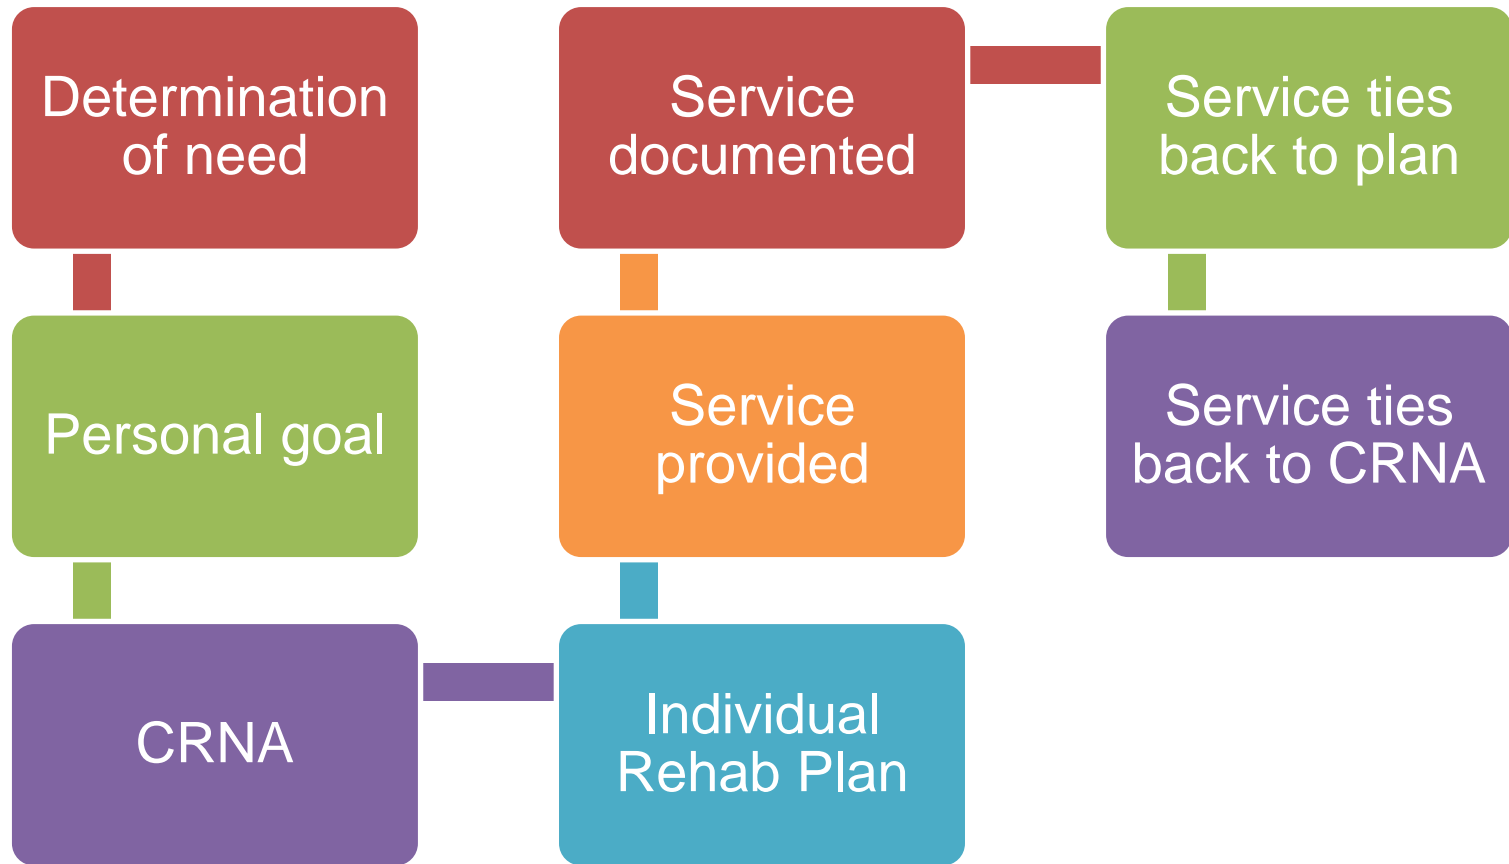 Determination
of need
Personal goal
CRNA
Individual
Rehab Plan
Service
provided
Service
documented
Service ties
back to plan
Service ties
back to CRNA